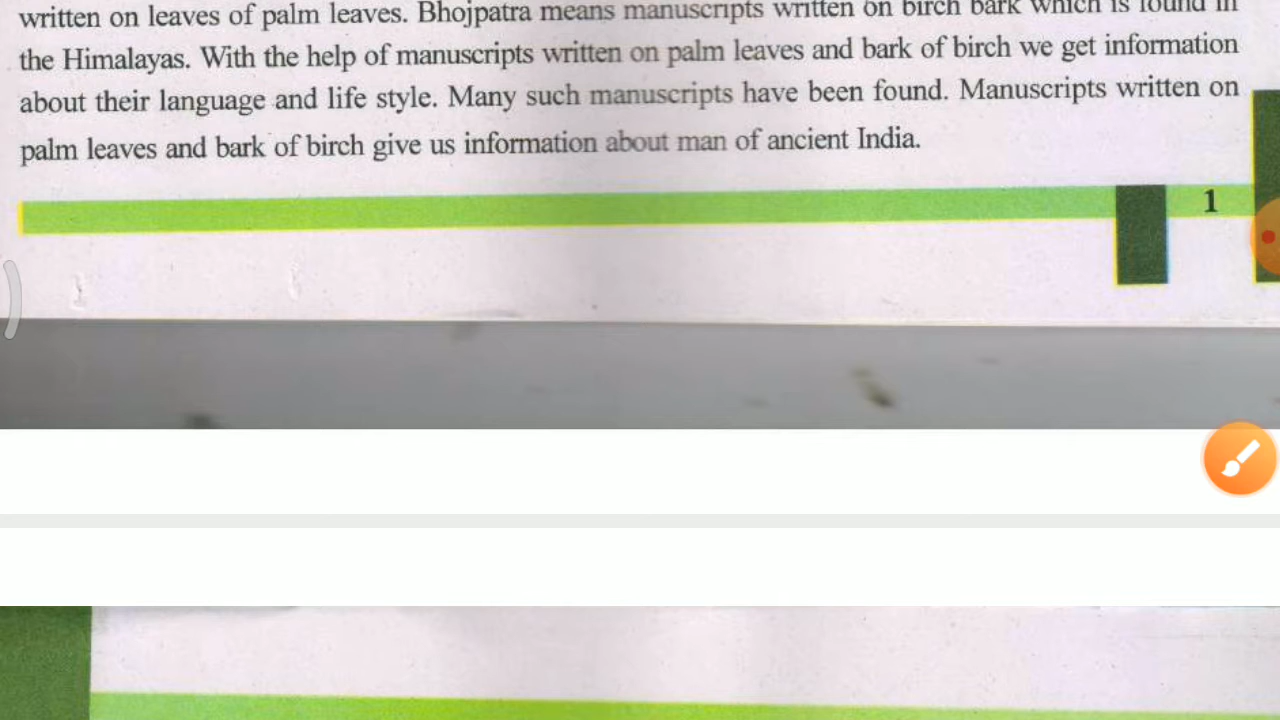 written on leaves of palm leaves. Bhojpatra means manuscripts written on birch bark which is found in
the Himalayas. With the help of manuscripts written on palm leaves and bark of birch we get information
about their language and life style. Many such manuscripts have been found. Manuscripts written on
palm leaves and bark of birch give us information about man of ancient India.
1